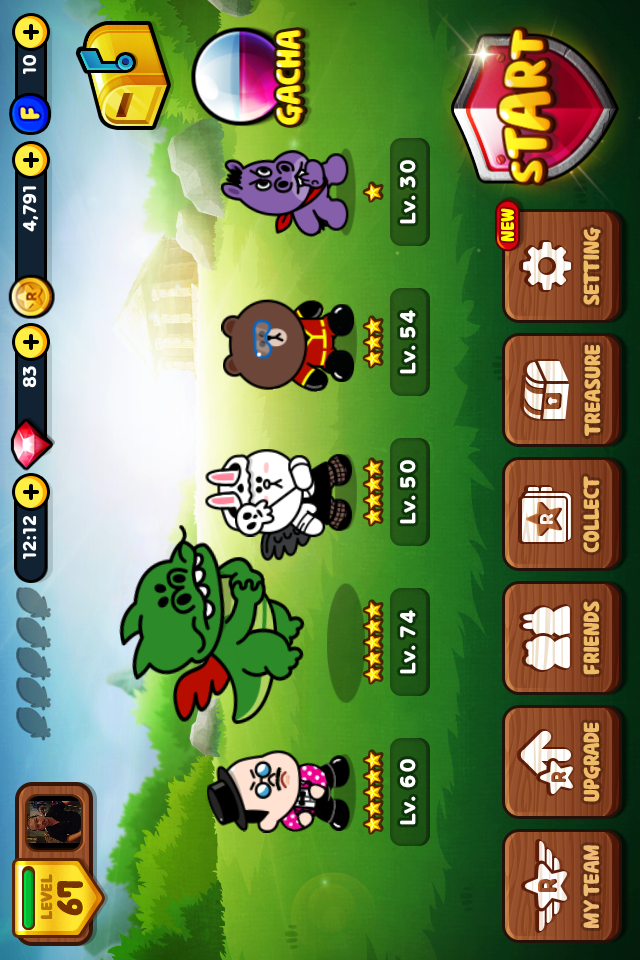 LEVEL
67
12:12
83
R
4,791
F
10
GACHA
Lv. 60
Lv. 74
Lv. 50
Lv. 54
Lv. 30
START
R
MY TEAM
R
UPGRADE
FRIENDS
R
COLLECT
TREASURE
NEW
SETTING